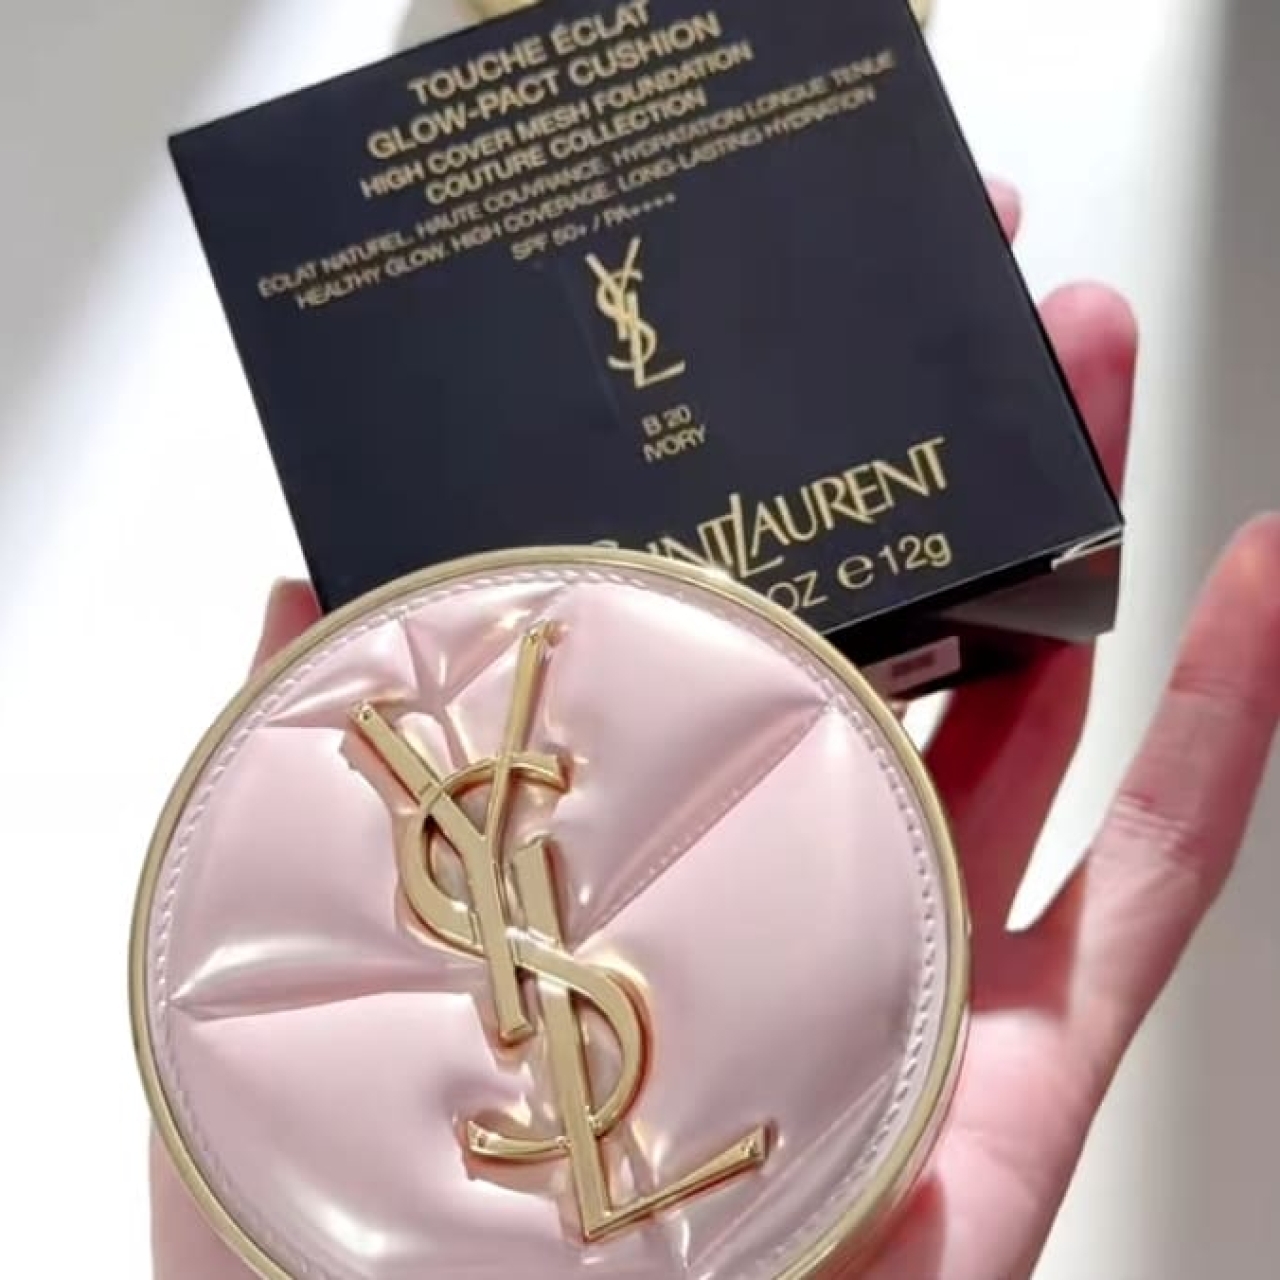 TOUCHE ÉCLAT
GLOW-PACT CUSHION
HIGH COVER MESH FOUNDATION
COUTURE COLLECTION
ÉCLAT NATUREL. HAUTE COUVRANCE. HYDRATATION LONGUE TENUE
HEALTHY GLOW. HIGH COVERAGE. LONG-LASTING HYDRATION
SPF 50+ / PA++++
YSL
B 20
IVORY
LAURENT
OZ e12g
YSL